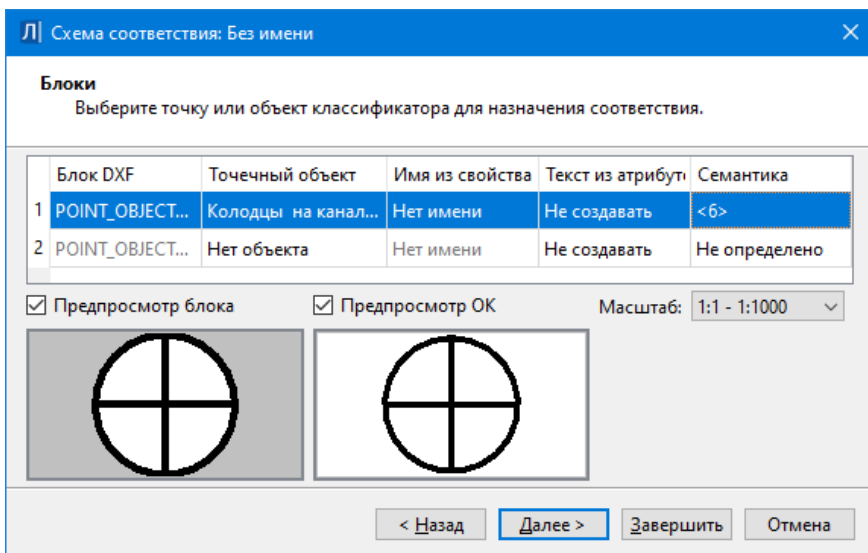 Л| Схема соответствия: Без имени
Блоки
Выберите точку или объект классификатора для назначения соответствия.
Блок DXF Точечный объект Имя из свойства Текст из атрибут Семантика
1 POINT_OBJECT... Колодцы на канал... Нет имени Не создавать <6>
2 POINT_OBJECT... Нет объекта Нет имени Не создавать Не определено
Предпросмотр блока Предпросмотр ОК Масштаб: 1:1 - 1:1000
< Назад Далее > Завершить Отмена